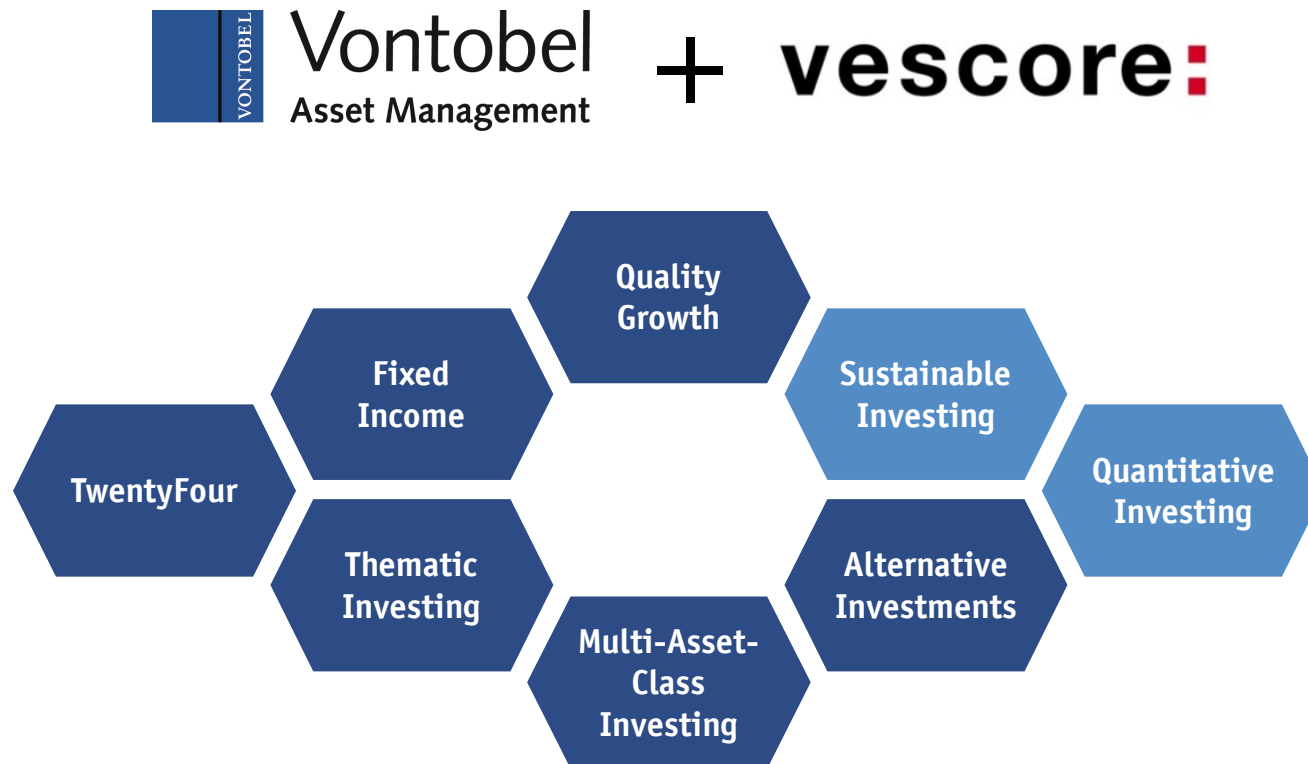 VONTOBEL
Vontobel
Asset Management
+
vescore:
Quality
Growth
Fixed
Income
Sustainable
Investing
TwentyFour
Quantitative
Investing
Thematic
Investing
Alternative
Investments
Multi-Asset-
Class
Investing